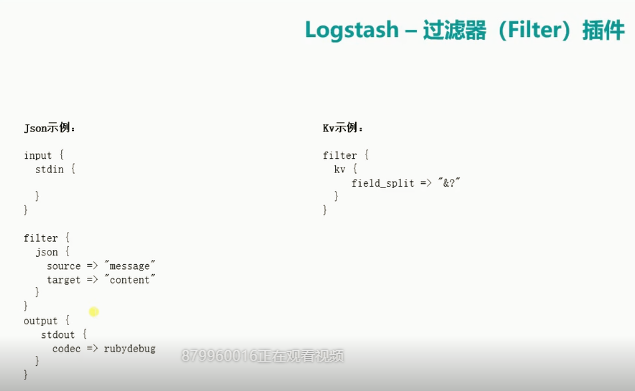 Logstash – 过滤器（Filter）插件
Json示例：
input {
stdin {
}
}
filter {
json {
source => "message"
target => "content"
}
}
output {
stdout {
codec => rubydebug
}
}
Kv示例：
filter {
kv {
field_split => "&?"
}
}
879960016正在观看视频